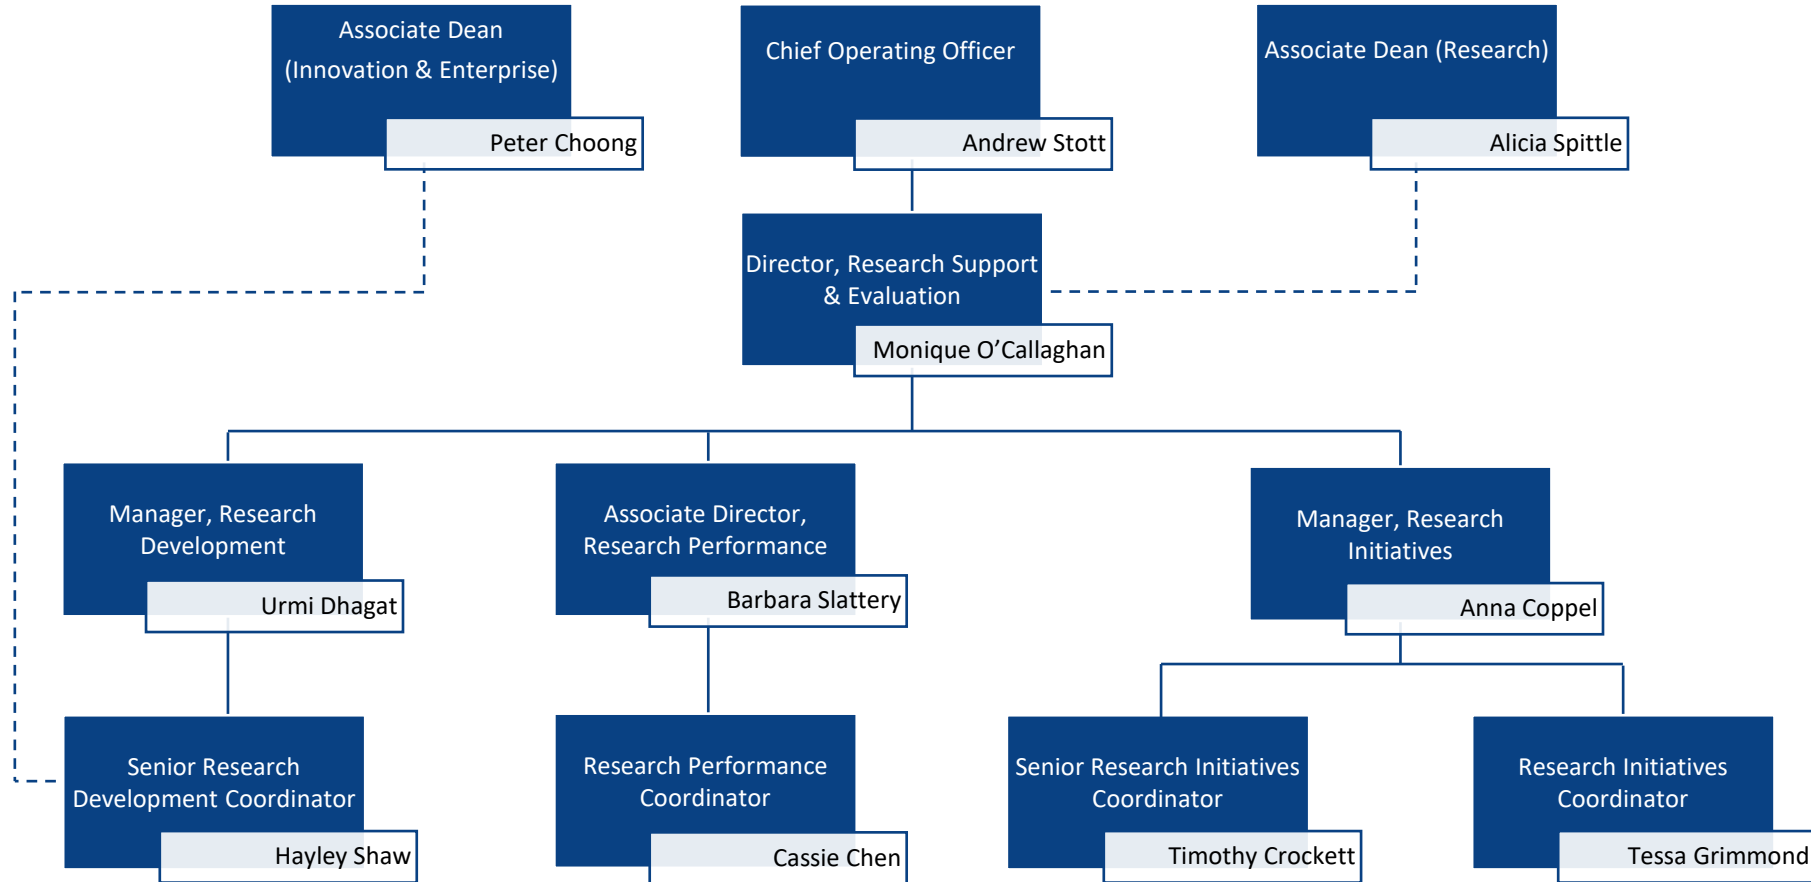 Associate Dean
(Innovation & Enterprise)
Peter Choong
Chief Operating Officer
Andrew Stott
Associate Dean (Research)
Alicia Spittle
Director, Research Support
& Evaluation
Monique O’Callaghan
Manager, Research
Development
Urmi Dhagat
Associate Director,
Research Performance
Barbara Slattery
Manager, Research
Initiatives
Anna Coppel
Senior Research
Development Coordinator
Hayley Shaw
Research Performance
Coordinator
Cassie Chen
Senior Research Initiatives
Coordinator
Timothy Crockett
Research Initiatives
Coordinator
Tessa Grimmond